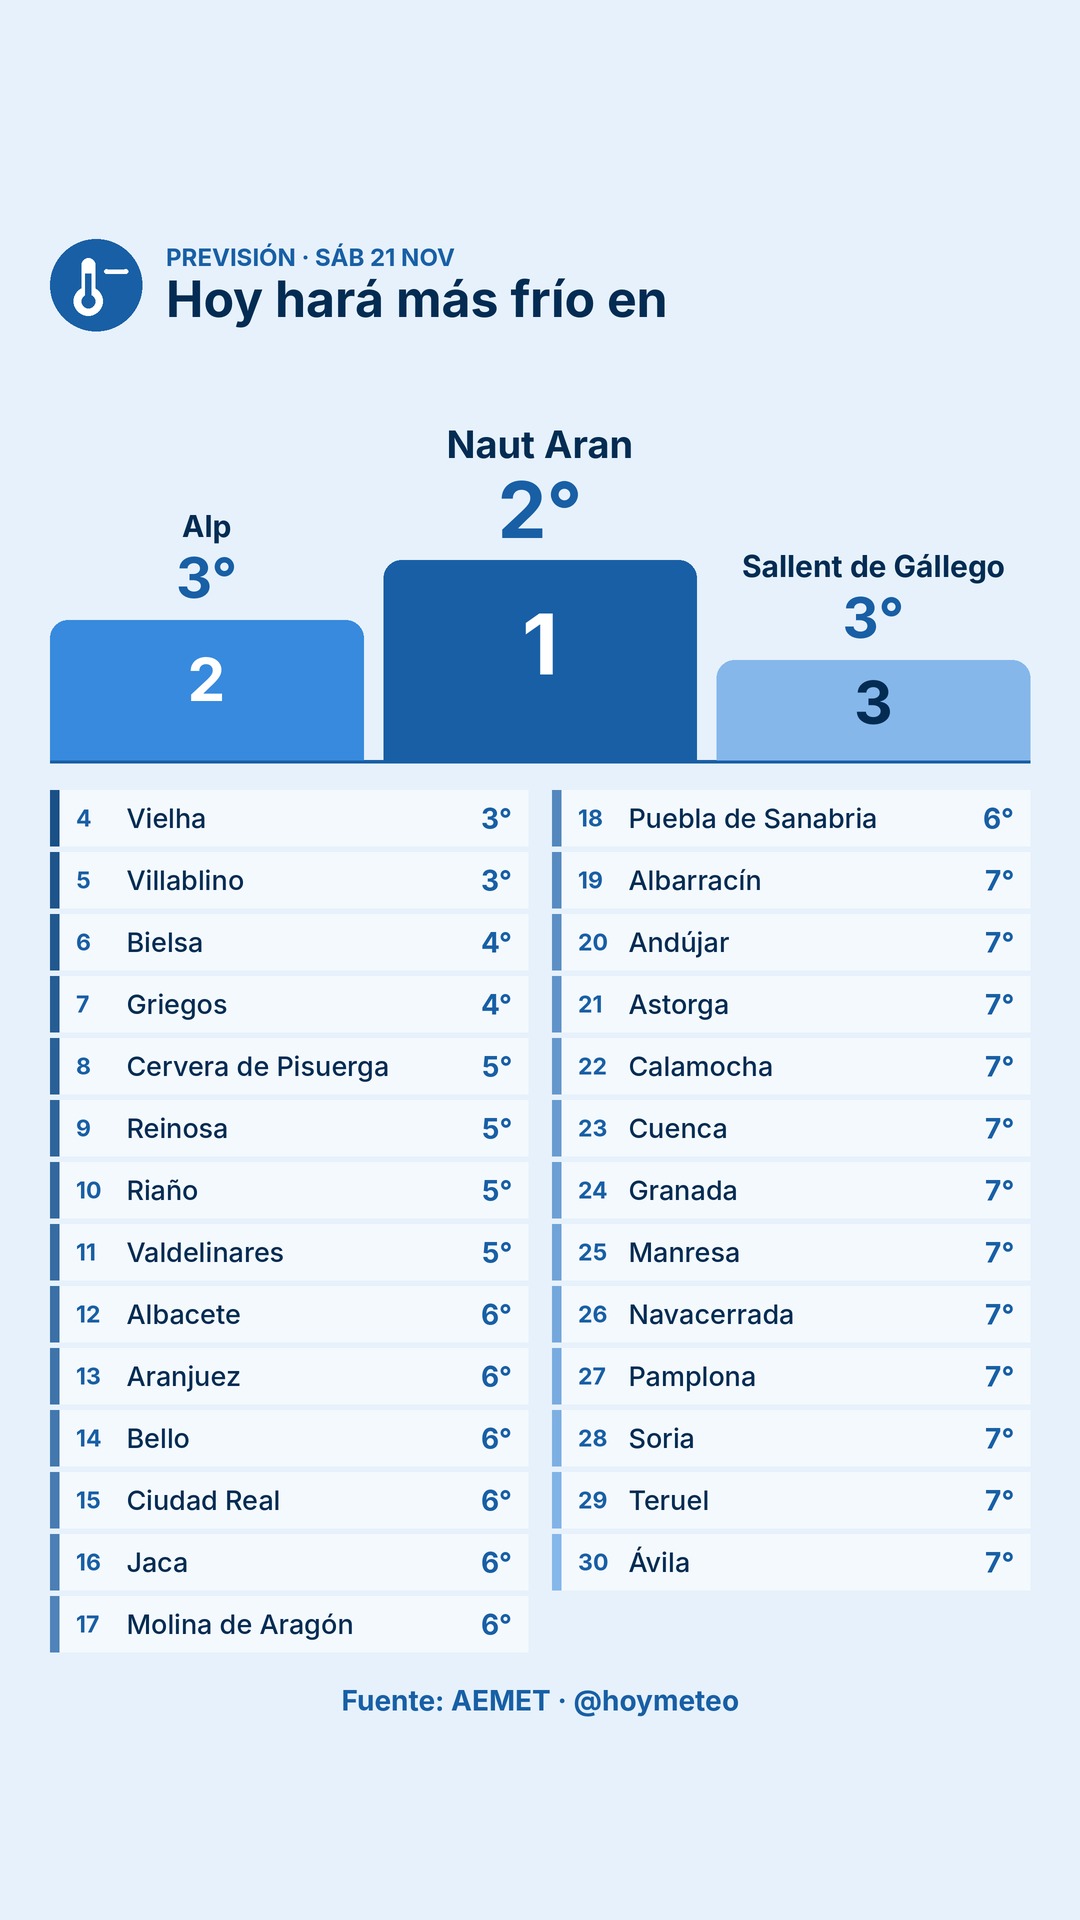 PREVISIÓN · SÁB 21 NOV
Hoy hará más frío en
Naut Aran
2°
Alp
3°
Sallent de Gállego
3°
1
2
3
4 Vielha 3°
5 Villablino 3°
6 Bielsa 4°
7 Griegos 4°
8 Cervera de Pisuerga 5°
9 Reinosa 5°
10 Riaño 5°
11 Valdelinares 5°
12 Albacete 6°
13 Aranjuez 6°
14 Bello 6°
15 Ciudad Real 6°
16 Jaca 6°
17 Molina de Aragón 6°
18 Puebla de Sanabria 6°
19 Albarracín 7°
20 Andújar 7°
21 Astorga 7°
22 Calamocha 7°
23 Cuenca 7°
24 Granada 7°
25 Manresa 7°
26 Navacerrada 7°
27 Pamplona 7°
28 Soria 7°
29 Teruel 7°
30 Ávila 7°
Fuente: AEMET · @hoymeteo